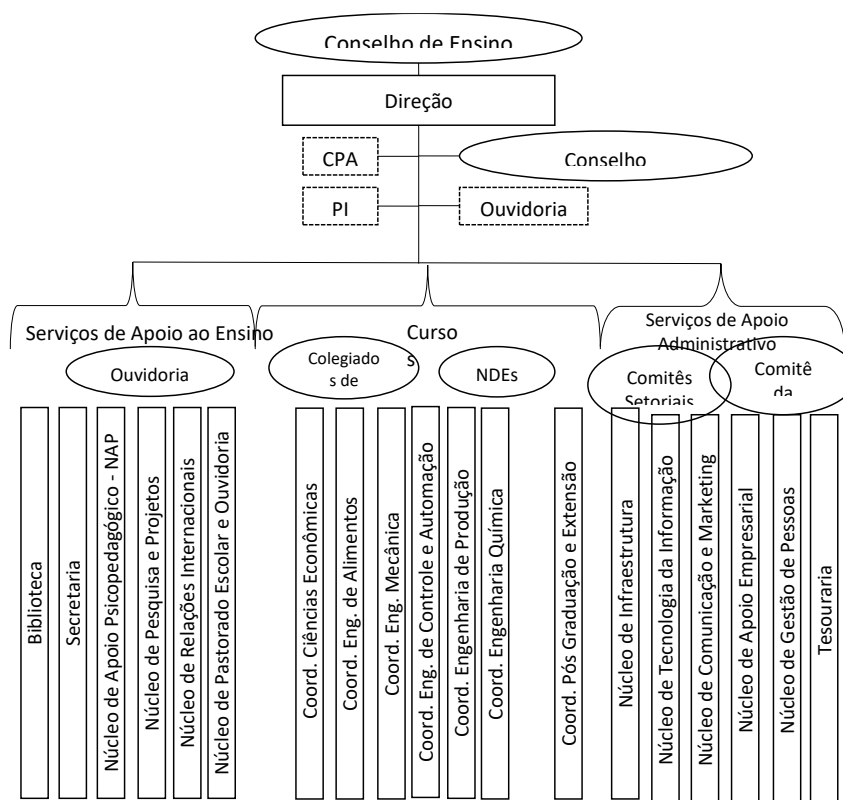 Conselho de Ensino
Direção
CPA
Conselho
PI
Ouvidoria
Serviços de Apoio ao Ensino
Curso
s
Serviços de Apoio
Administrativo
Ouvidoria
Colegiado
s de
NDEs
Comitês
Setoriais
Comitê
da
Biblioteca
Secretaria
Núcleo de Apoio Psicopedagógico - NAP
Núcleo de Pesquisa e Projetos
Núcleo de Relações Internacionais
Núcleo de Pastorado Escolar e Ouvidoria
Coord. Ciências Econômicas
Coord. Eng. de Alimentos
Coord. Eng. Mecânica
Coord. Eng. de Controle e Automação
Coord. Engenharia de Produção
Coord. Engenharia Química
Coord. Pós Graduação e Extensão
Núcleo de Infraestrutura
Núcleo de Tecnologia da Informação
Núcleo de Comunicação e Marketing
Núcleo de Apoio Empresarial
Núcleo de Gestão de Pessoas
Tesouraria